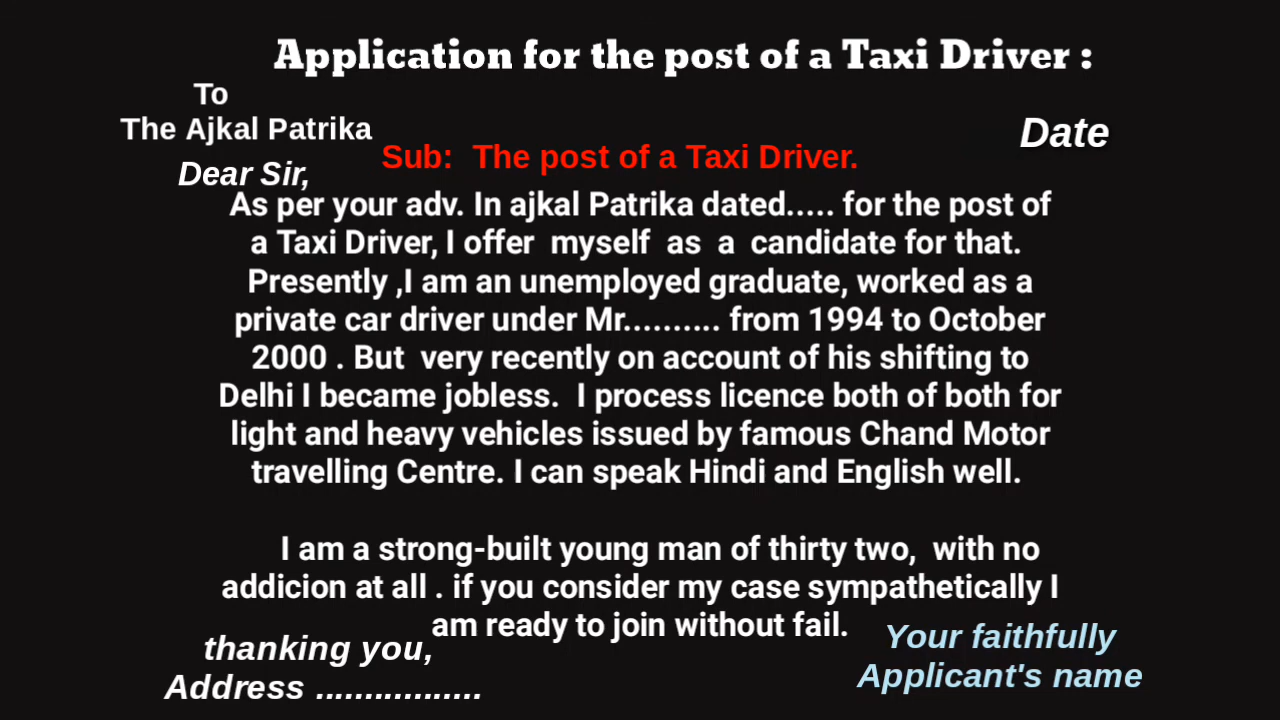 Application for the post of a Taxi Driver :
To
The Ajkal Patrika
Date
Sub: The post of a Taxi Driver.
Dear Sir,
As per your adv. In ajkal Patrika dated..... for the post of
a Taxi Driver, I offer myself as a candidate for that.
Presently ,I am an unemployed graduate, worked as a
private car driver under Mr.......... from 1994 to October
2000 . But very recently on account of his shifting to
Delhi I became jobless. I process licence both of both for
light and heavy vehicles issued by famous Chand Motor
travelling Centre. I can speak Hindi and English well.
I am a strong-built young man of thirty two, with no
addicion at all . if you consider my case sympathetically I
am ready to join without fail.
thanking you,
Address .................
Your faithfully
Applicant's name